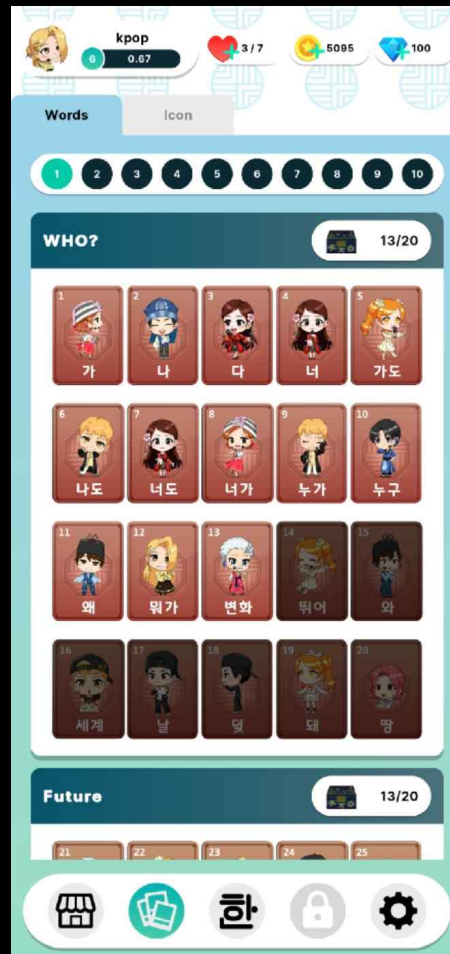 kpop
6
0.67
3 / 7
5095
100
Words
Icon
1 2 3 4 5 6 7 8 9 10
WHO?
13/20
1 2 3 4 5
가 나 다 너 가도
6 7 8 9 10
나도 너도 너가 누가 누구
11 12 13 14 15
왜 뭐가 변화 뛰어 와
16 17 18 19 20
세계 날 덫 돼 땅
Future
13/20
21 22 23 24 25
한